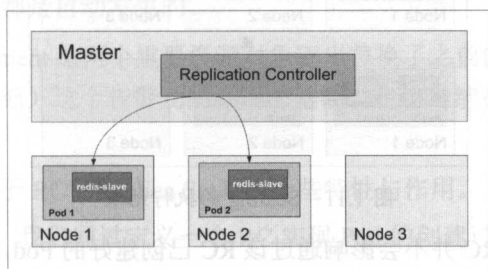 Master
Replication Controller
redis-slave
redis-slave
Pod 1
Pod 2
Node 1
Node 2
Node 3